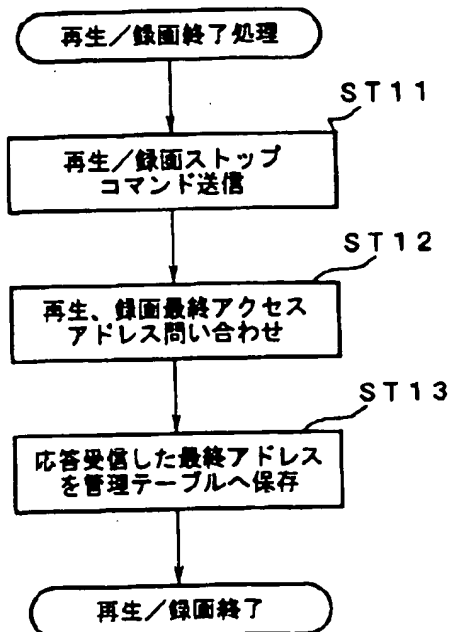 再生／録画終了処理
ＳＴ１１
再生／録画ストップ
コマンド送信
ＳＴ１２
再生、録画最終アクセス
アドレス問い合わせ
ＳＴ１３
応答受信した最終アドレス
を管理テーブルへ保存
再生／録画終了